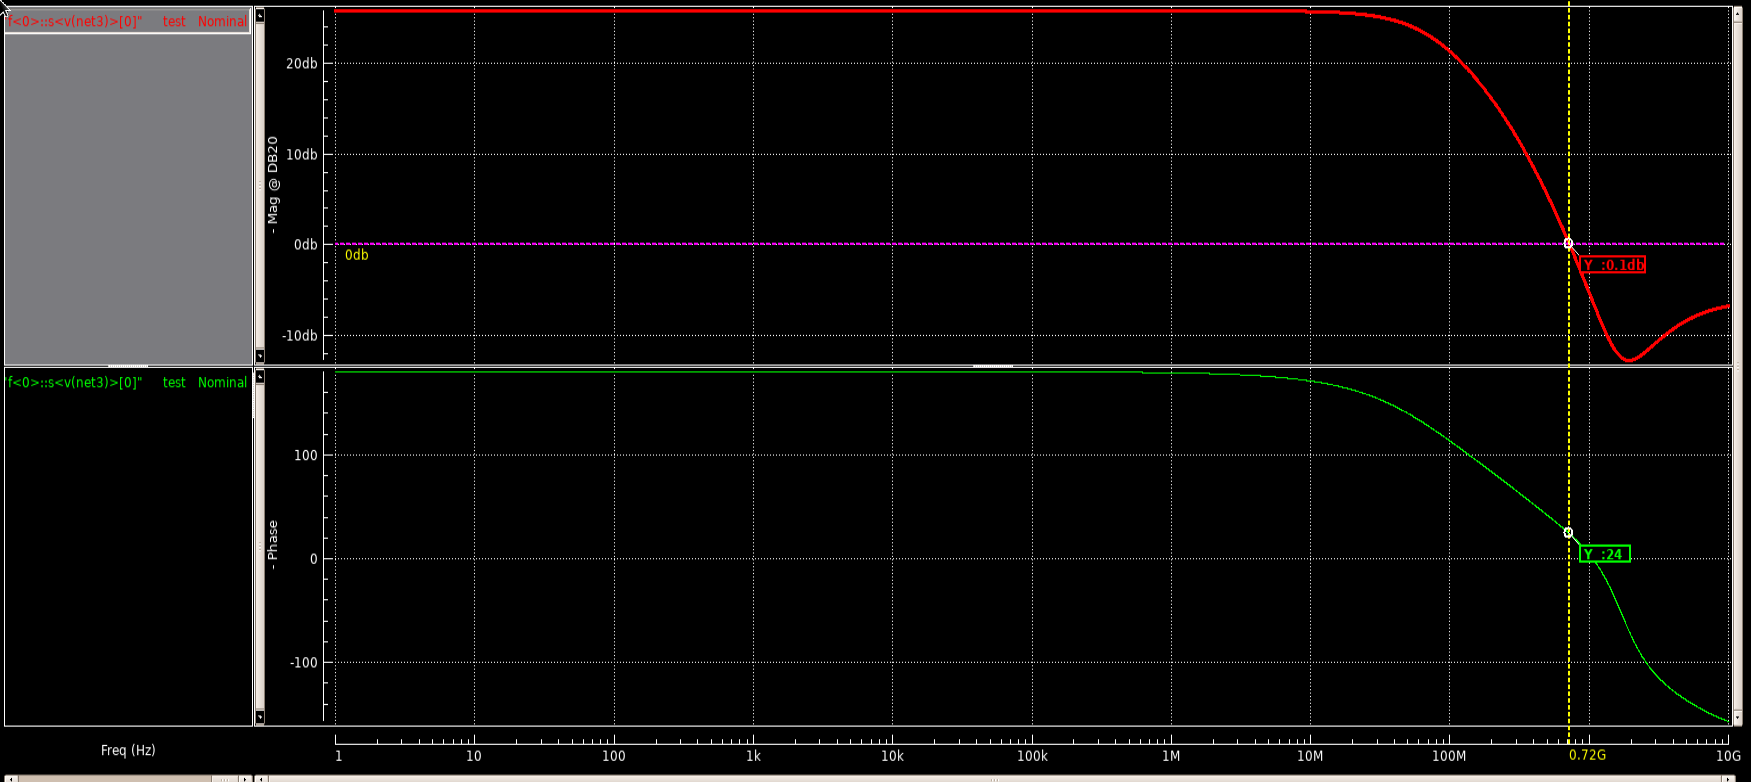 "f<0>::s<v(net3)>[0]" test Nominal
- Mag @ DB20
20db
10db
0db
-10db
0db
Y :0.1db
"f<0>::s<v(net3)>[0]" test Nominal
- Phase
100
0
-100
Y :24
Freq (Hz)
1 10 100 1k 10k 100k 1M 10M 100M 0.72G 10G